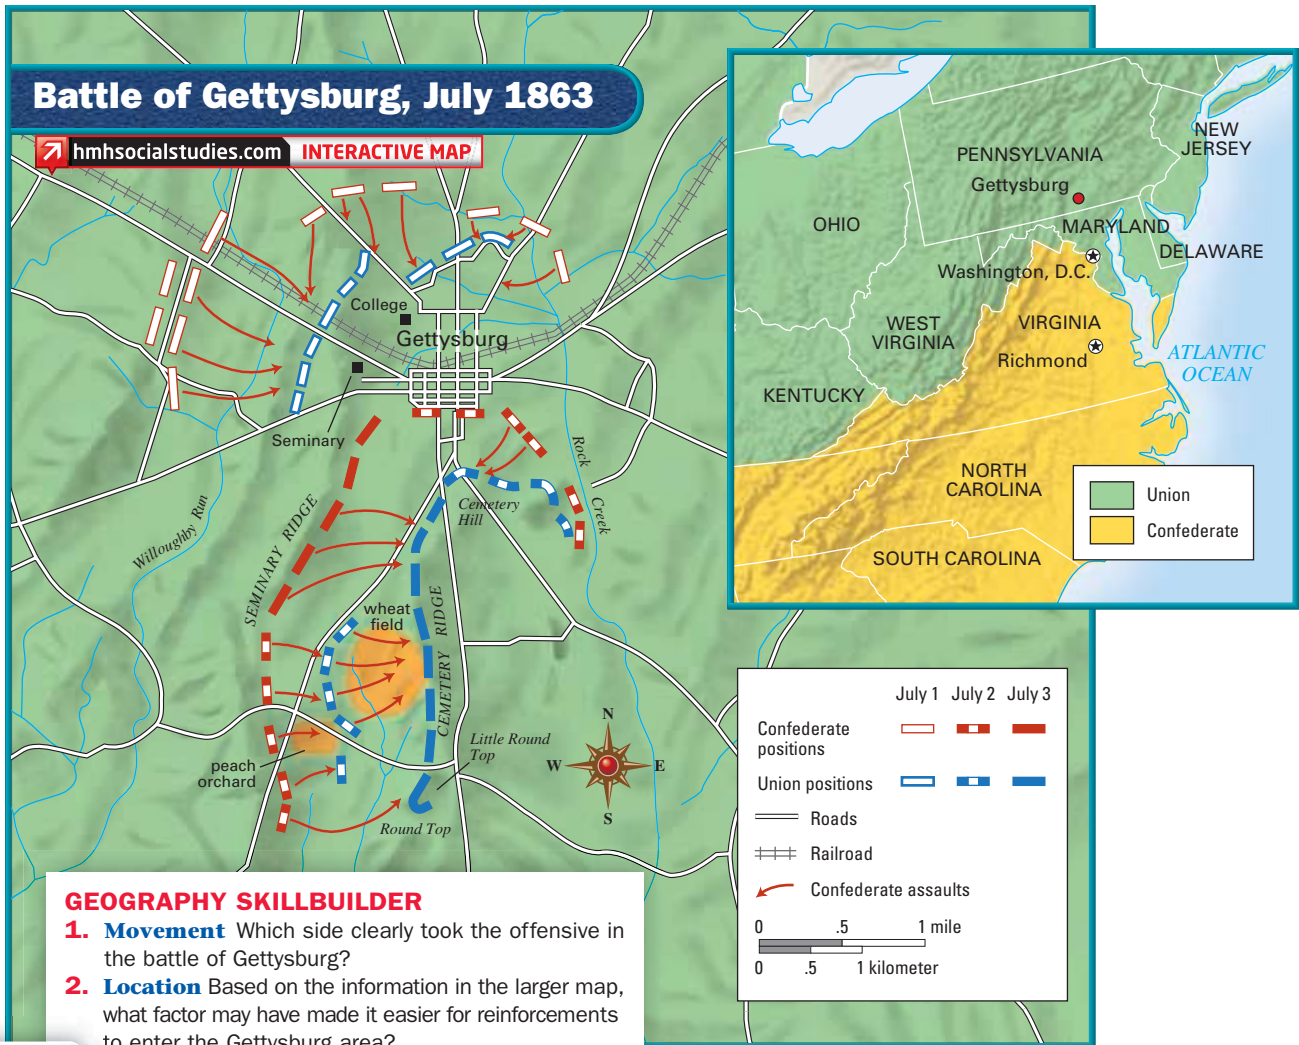 Battle of Gettysburg, July 1863
hmhsocialstudies.com INTERACTIVE MAP
College
Gettysburg
Seminary
Willoughby Run
SEMINARY RIDGE
Rock
Creek
Cemetery
Hill
wheat
field
CEMETERY RIDGE
peach
orchard
Little Round
Top
Round Top
N
W
E
S
NEW
JERSEY
PENNSYLVANIA
Gettysburg
OHIO
MARYLAND
DELAWARE
Washington, D.C.
WEST
VIRGINIA
VIRGINIA
Richmond
ATLANTIC
OCEAN
KENTUCKY
NORTH
CAROLINA
SOUTH CAROLINA
Union
Confederate
July 1 July 2 July 3
Confederate
positions
Union positions
Roads
Railroad
Confederate assaults
0 .5 1 mile
0 .5 1 kilometer
GEOGRAPHY SKILLBUILDER
1. Movement Which side clearly took the offensive in
the battle of Gettysburg?
2. Location Based on the information in the larger map,
what factor may have made it easier for reinforcements
to enter the Gettysburg area?